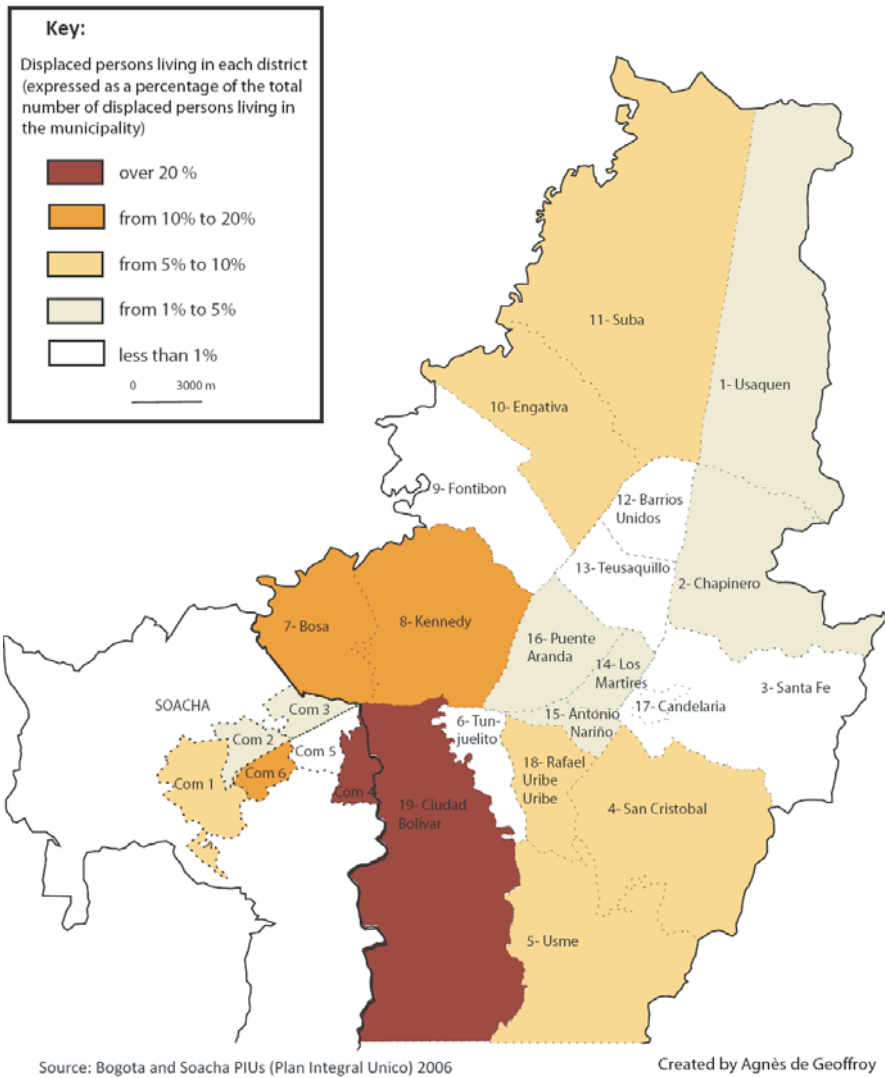 Key:
Displaced persons living in each district
(expressed as a percentage of the total
number of displaced persons living in
the municipality)
over 20 %
from 10% to 20%
from 5% to 10%
from 1% to 5%
less than 1%
0 3000 m
11- Suba
1- Usaquen
10- Engativa
9- Fontibon
12- Barrios
Unidos
13- Teusaquillo
2- Chapinero
7- Bosa
8- Kennedy
16- Puente
Aranda
14- Los
Martires
3- Santa Fe
17- Candelaria
SOACHA
Com 3
6- Tun-
juelito
15- Antonio
Nariño
Com 2
Com 5
18- Rafael
Uribe
Uribe
Com 1
Com 6
Com 4
19- Ciudad
Bolivar
4- San Cristobal
5- Usme
Source: Bogota and Soacha PIUs (Plan Integral Unico) 2006
Created by Agnès de Geoffroy